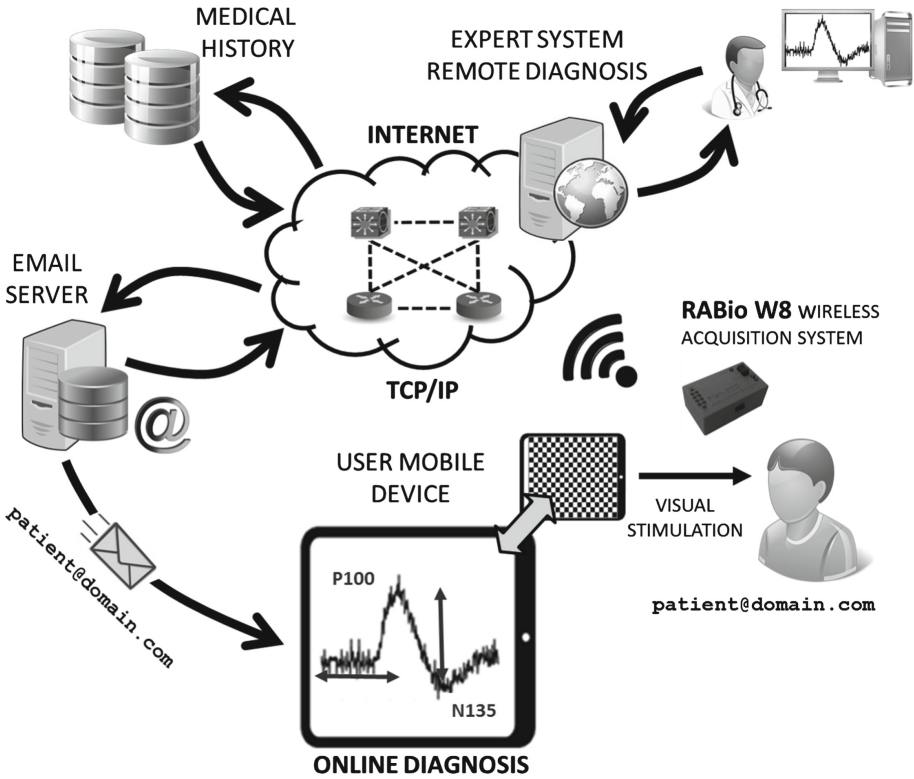 MEDICAL
HISTORY
EXPERT SYSTEM
REMOTE DIAGNOSIS
INTERNET
EMAIL
SERVER
@
TCP/IP
RABio W8 WIRELESS
ACQUISITION SYSTEM
USER MOBILE
DEVICE
VISUAL
STIMULATION
patient@domain.com
patient@domain.com
P100
N135
ONLINE DIAGNOSIS